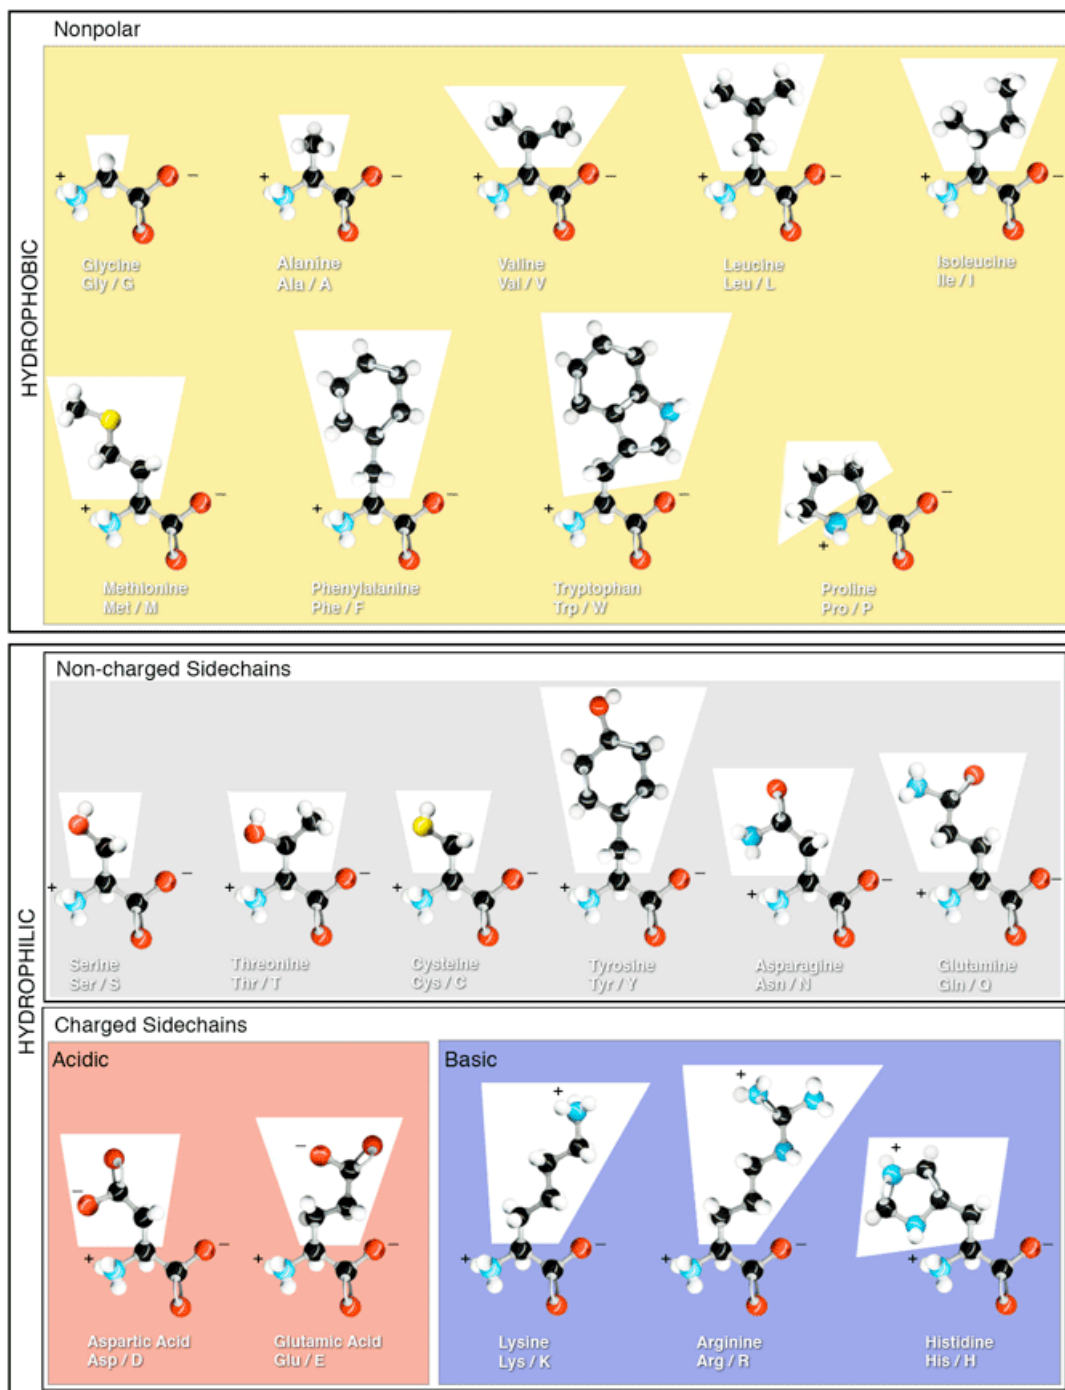 Nonpolar
HYDROPHOBIC
+ − + − + − + − + −
Glycine
Gly / G
Alanine
Ala / A
Valine
Val / V
Leucine
Leu / L
Isoleucine
Ile / I
+ − + − + − + −
Methionine
Met / M
Phenylalanine
Phe / F
Tryptophan
Trp / W
Proline
Pro / P
HYDROPHILIC
Non-charged Sidechains
+ − + − + − + − + − + −
Serine
Ser / S
Threonine
Thr / T
Cysteine
Cys / C
Tyrosine
Tyr / Y
Asparagine
Asn / N
Glutamine
Gln / Q
Charged Sidechains
Acidic
− + − − + −
Aspartic Acid
Asp / D
Glutamic Acid
Glu / E
Basic
+ + − + + − + + −
Lysine
Lys / K
Arginine
Arg / R
Histidine
His / H